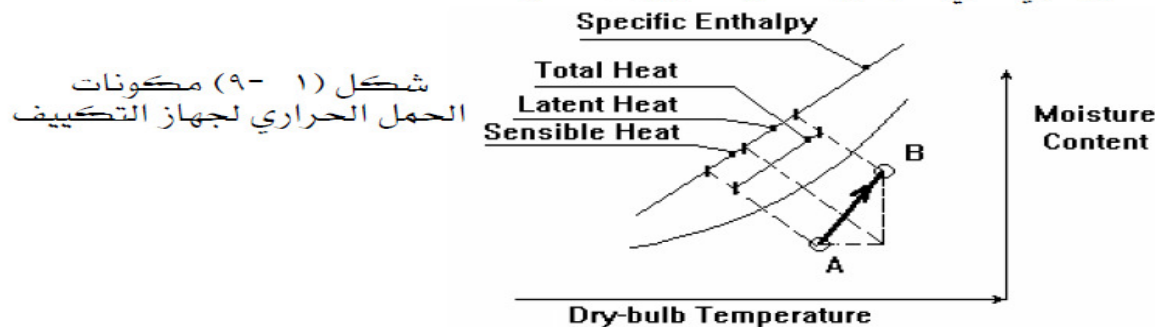 Specific Enthalpy
Total Heat
Latent Heat
Sensible Heat
شكل (١ -٩) مكونات
الحمل الحراري لجهاز التكييف
Moisture
Content
B
A
Dry-bulb Temperature